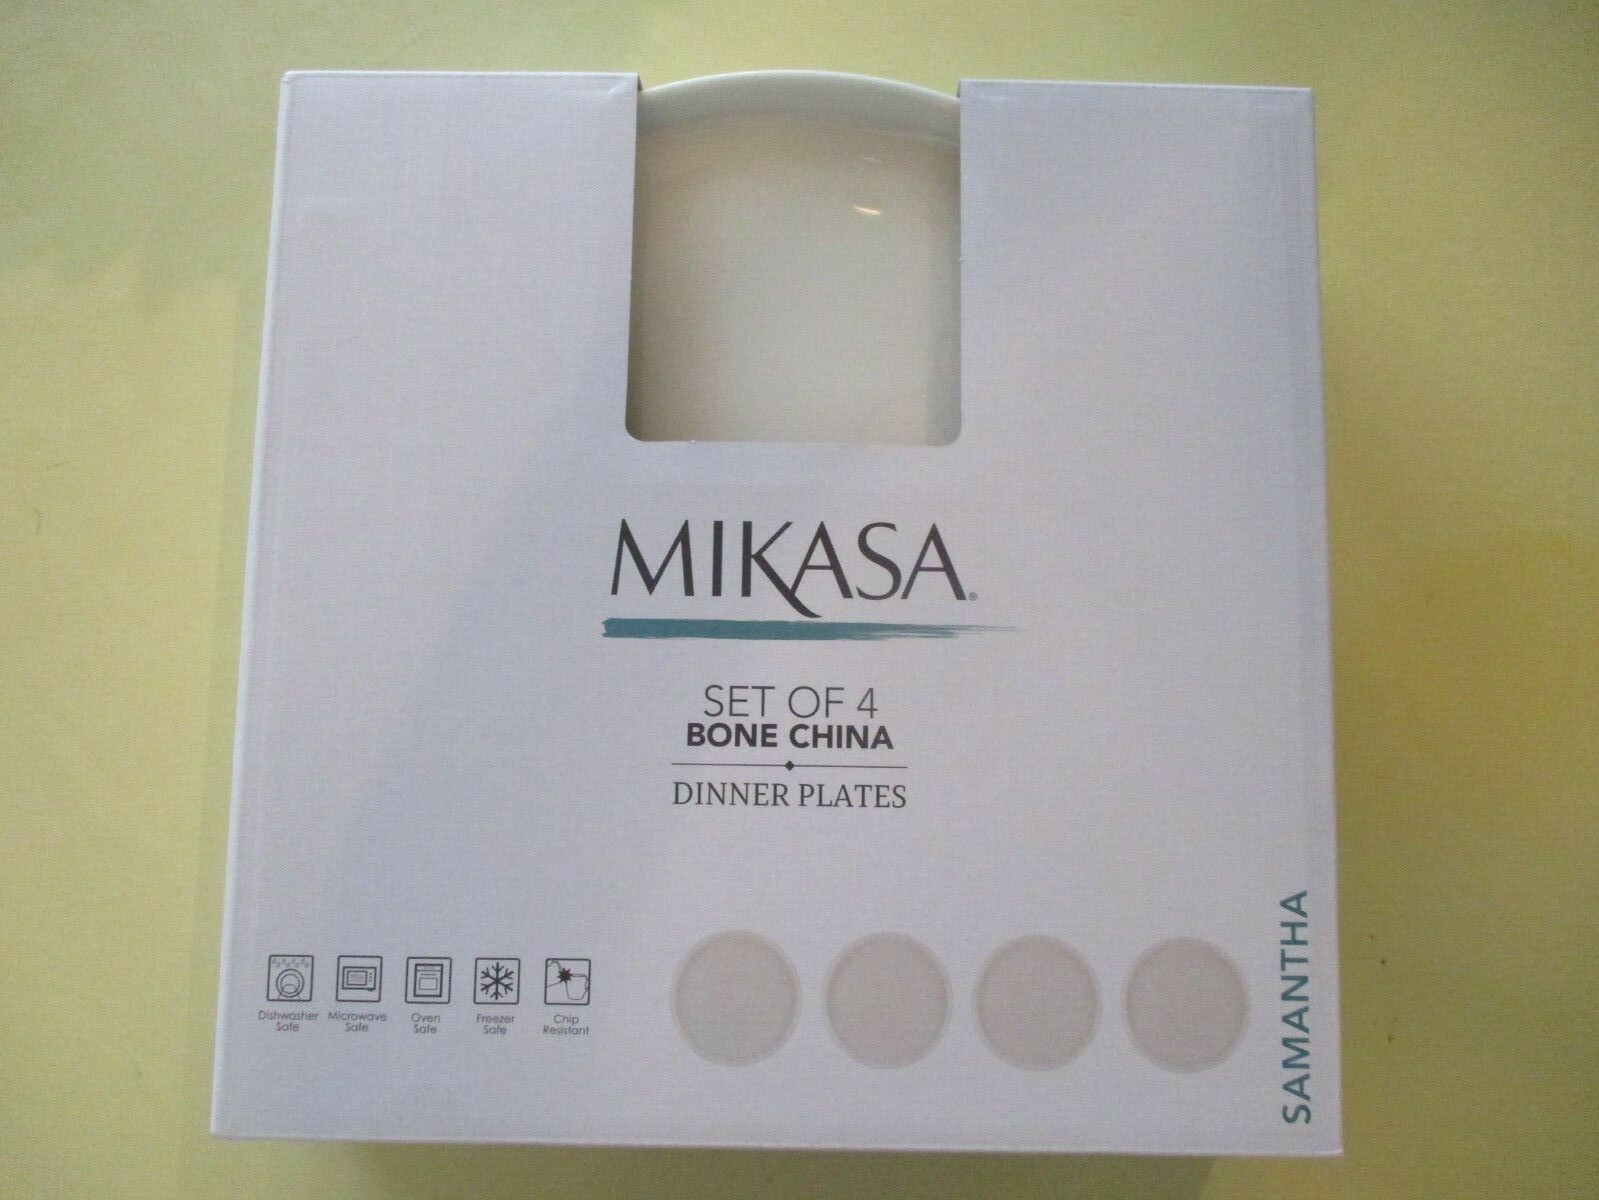 MIKASA®
SET OF 4
BONE CHINA
DINNER PLATES
Dishwasher
Safe
Microwave
Safe
Oven
Safe
Freezer
Safe
Chip
Resistant
SAMANTHA